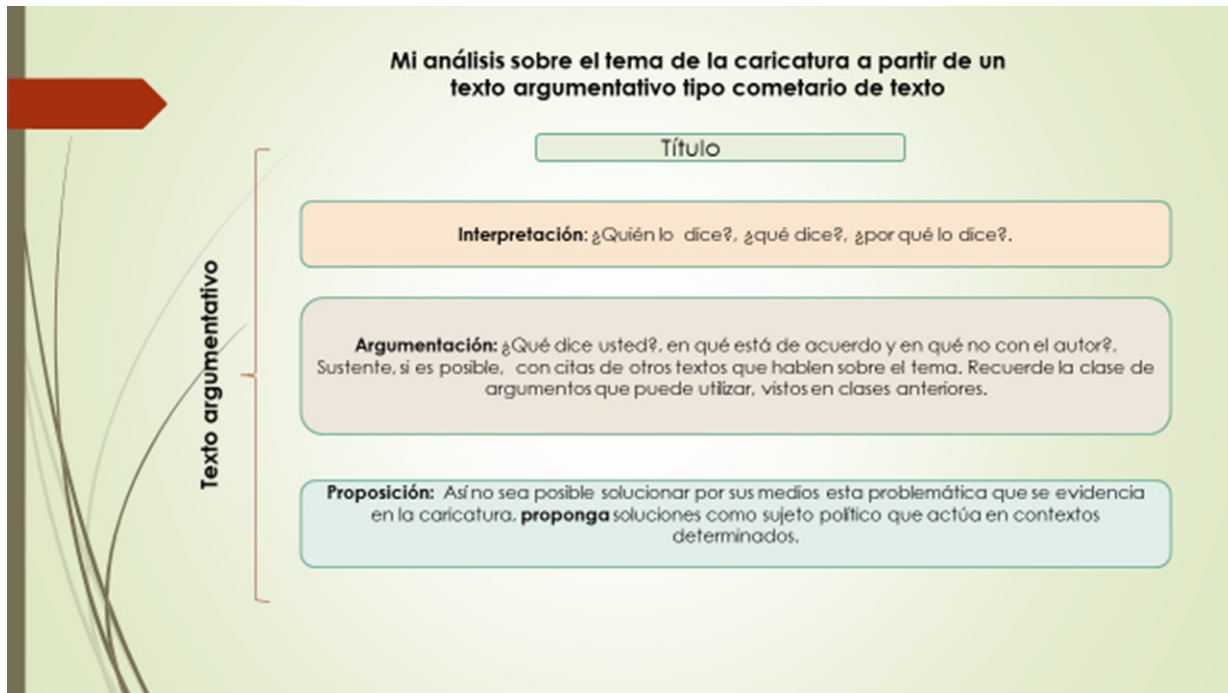 Mi análisis sobre el tema de la caricatura a partir de un
texto argumentativo tipo cometario de texto
Título
Texto argumentativo
Interpretación: ¿Quién lo dice?, ¿qué dice?, ¿por qué lo dice?.
Argumentación: ¿Qué dice usted?, en qué está de acuerdo y en qué no con el autor?.
Sustente, si es posible, con citas de otros textos que hablen sobre el tema. Recuerde la clase de
argumentos que puede utilizar, vistos en clases anteriores.
Proposición: Así no sea posible solucionar por sus medios esta problemática que se evidencia
en la caricatura, proponga soluciones como sujeto político que actúa en contextos
determinados.